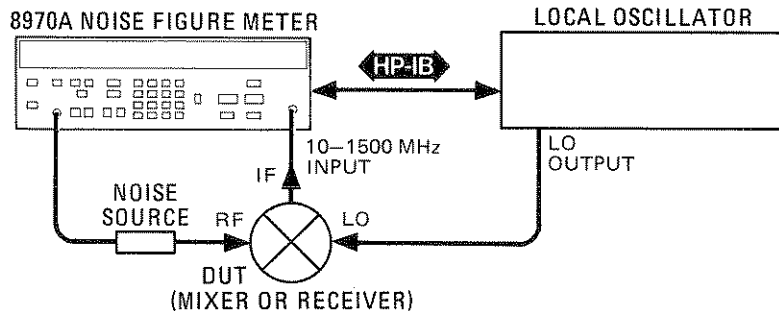 8970A NOISE FIGURE METER
LOCAL OSCILLATOR
HP-IB
10–1500 MHz
INPUT
LO
OUTPUT
IF
NOISE
SOURCE
RF
LO
DUT
(MIXER OR RECEIVER)